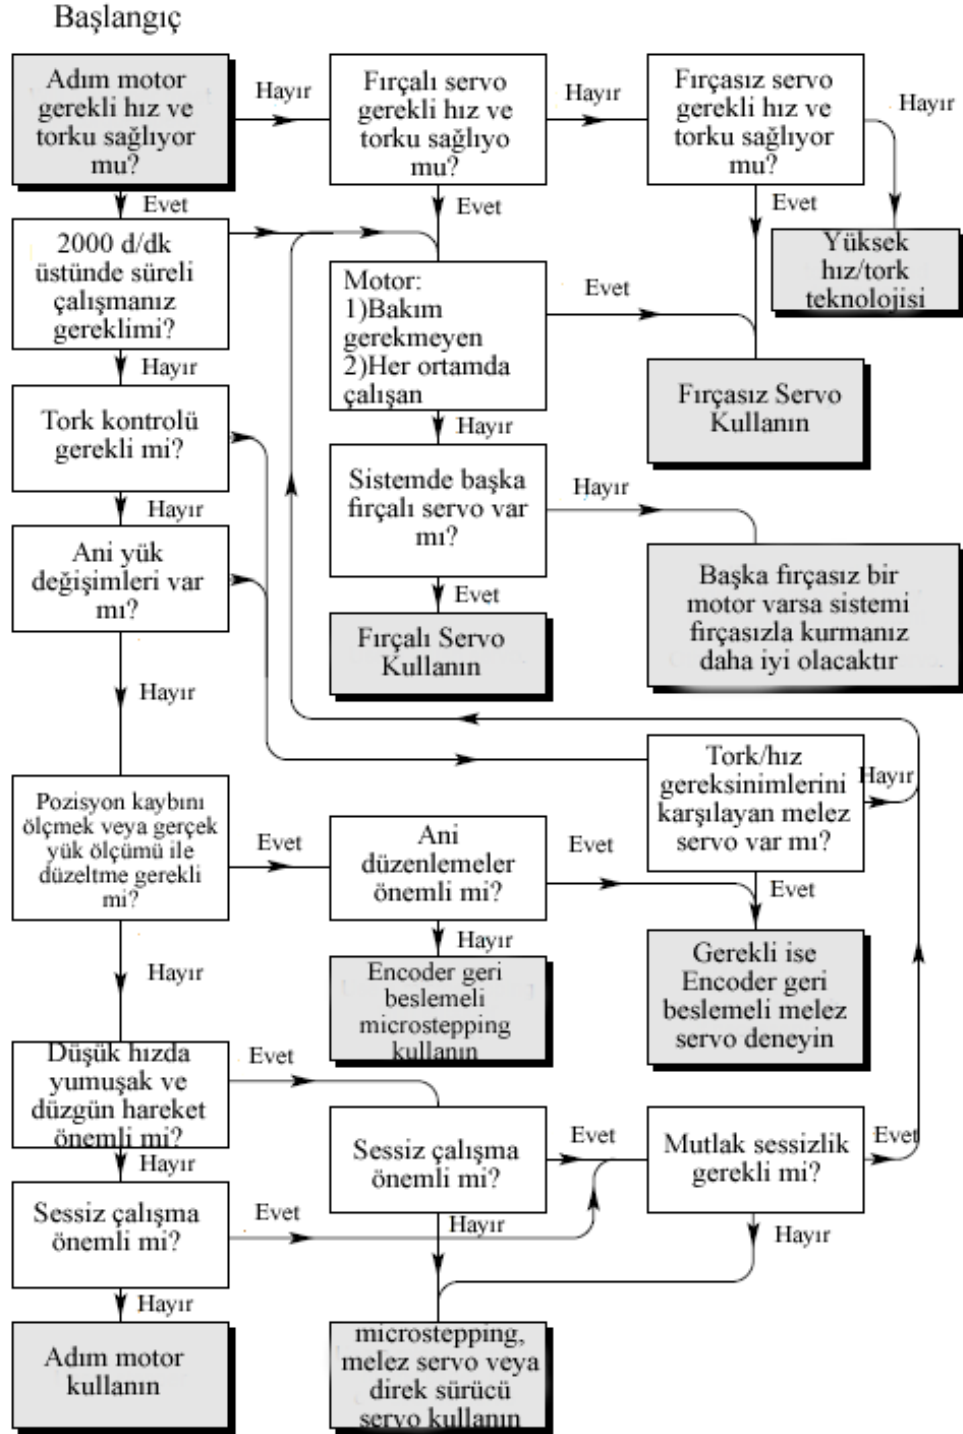 Başlangıç
Adım motor
gerekli hız ve
torku sağlıyor
mu?
Hayır
Fırçalı servo
gerekli hız ve
torku sağlıyo
mu?
Hayır
Fırçasız servo
gerekli hız ve
torku sağlıyor
mu?
Hayır
Evet
Evet
Evet
2000 d/dk
üstünde süreli
çalışmanız
gereklimi?
Yüksek
hız/tork
teknolojisi
Motor:
1)Bakım
gerekmeyen
2)Her ortamda
çalışan
Evet
Hayır
Fırçasız Servo
Kullanın
Tork kontrolü
gerekli mi?
Hayır
Sistemde başka
fırçalı servo var
mı?
Hayır
Hayır
Ani yük
değişimleri var
mı?
Başka fırçasız bir
motor varsa sistemi
fırçasızla kurmanız
daha iyi olacaktır
Evet
Fırçalı Servo
Kullanın
Hayır
Tork/hız
gereksinimlerini
karşılayan melez
servo var mı?
Hayır
Pozisyon kaybını
ölçmek veya gerçek
yük ölçümü ile
düzeltme gerekli
mi?
Evet
Ani
düzenlemeler
önemli mi?
Evet
Evet
Hayır
Gerekli ise
Encoder geri
beslemeli melez
servo deneyin
Encoder geri
beslemeli
microstepping
kullanın
Hayır
Düşük hızda
yumuşak ve
düzgün hareket
önemli mi?
Evet
Sessiz çalışma
önemli mi?
Evet
Mutlak sessizlik
gerekli mi?
Evet
Hayır
Sessiz çalışma
önemli mi?
Evet
Hayır
Hayır
Hayır
Adım motor
kullanın
microstepping,
melez servo veya
direk sürücü
servo kullanın